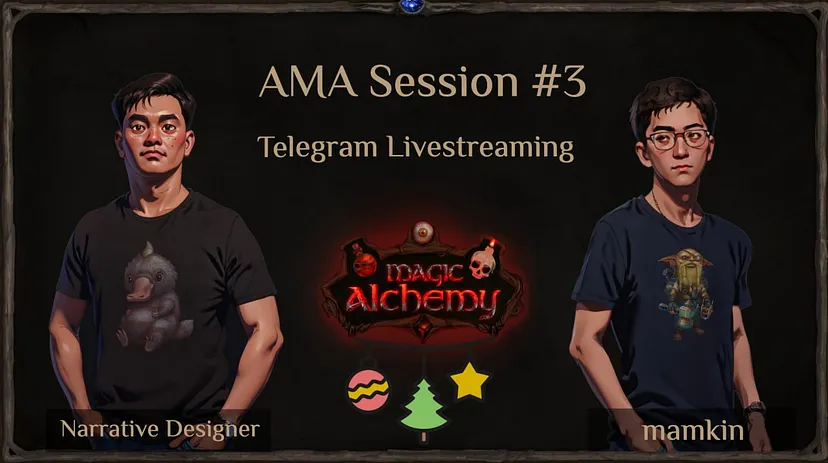 AMA Session #3
Telegram Livestreaming
MAGIC
Alchemy
Narrative Designer
mamkin